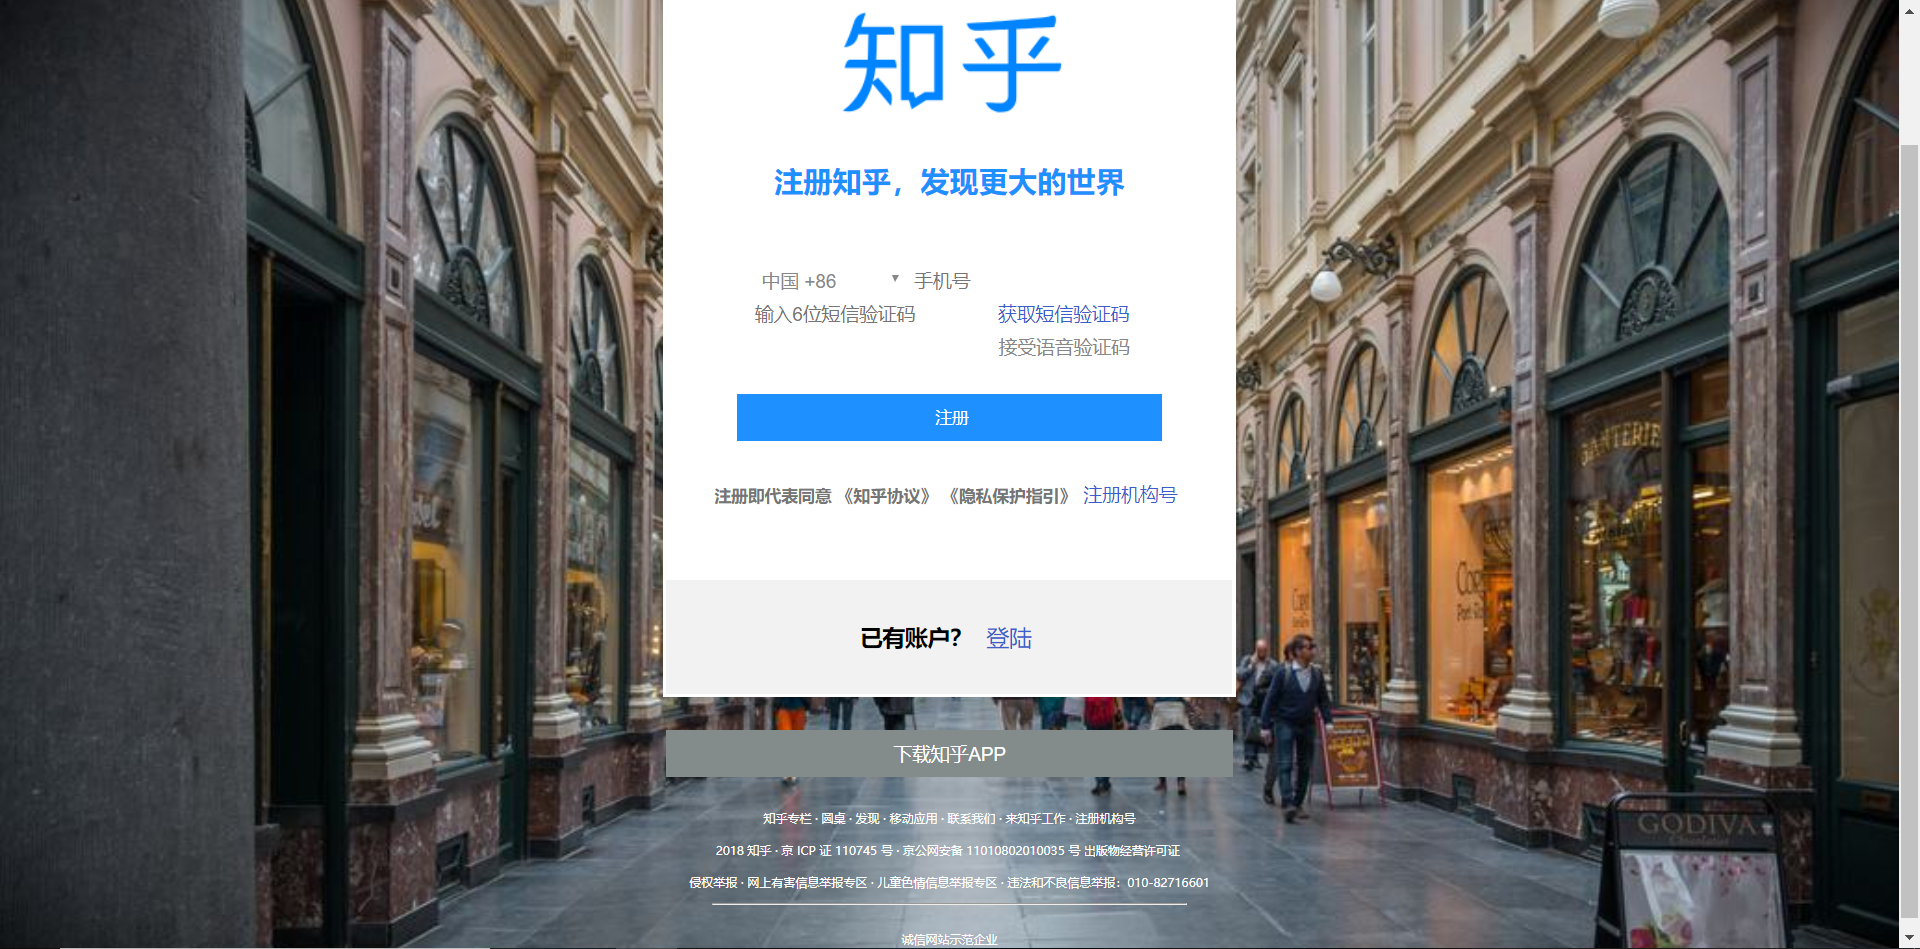 知乎
注册知乎，发现更大的世界
中国 +86 ▼ 手机号
输入6位短信验证码 获取短信验证码
接受语音验证码
注册
注册即代表同意 《知乎协议》 《隐私保护指引》 注册机构号
已有账户？ 登陆
下载知乎APP
知乎专栏 · 圆桌 · 发现 · 移动应用 · 联系我们 · 来知乎工作 · 注册机构号
2018 知乎 · 京 ICP 证 110745 号 · 京公网安备 11010802010035 号 出版物经营许可证
侵权举报 · 网上有害信息举报专区 · 儿童色情信息举报专区 · 违法和不良信息举报：010-82716601
诚信网站示范企业
GANTERIE
GODIVA